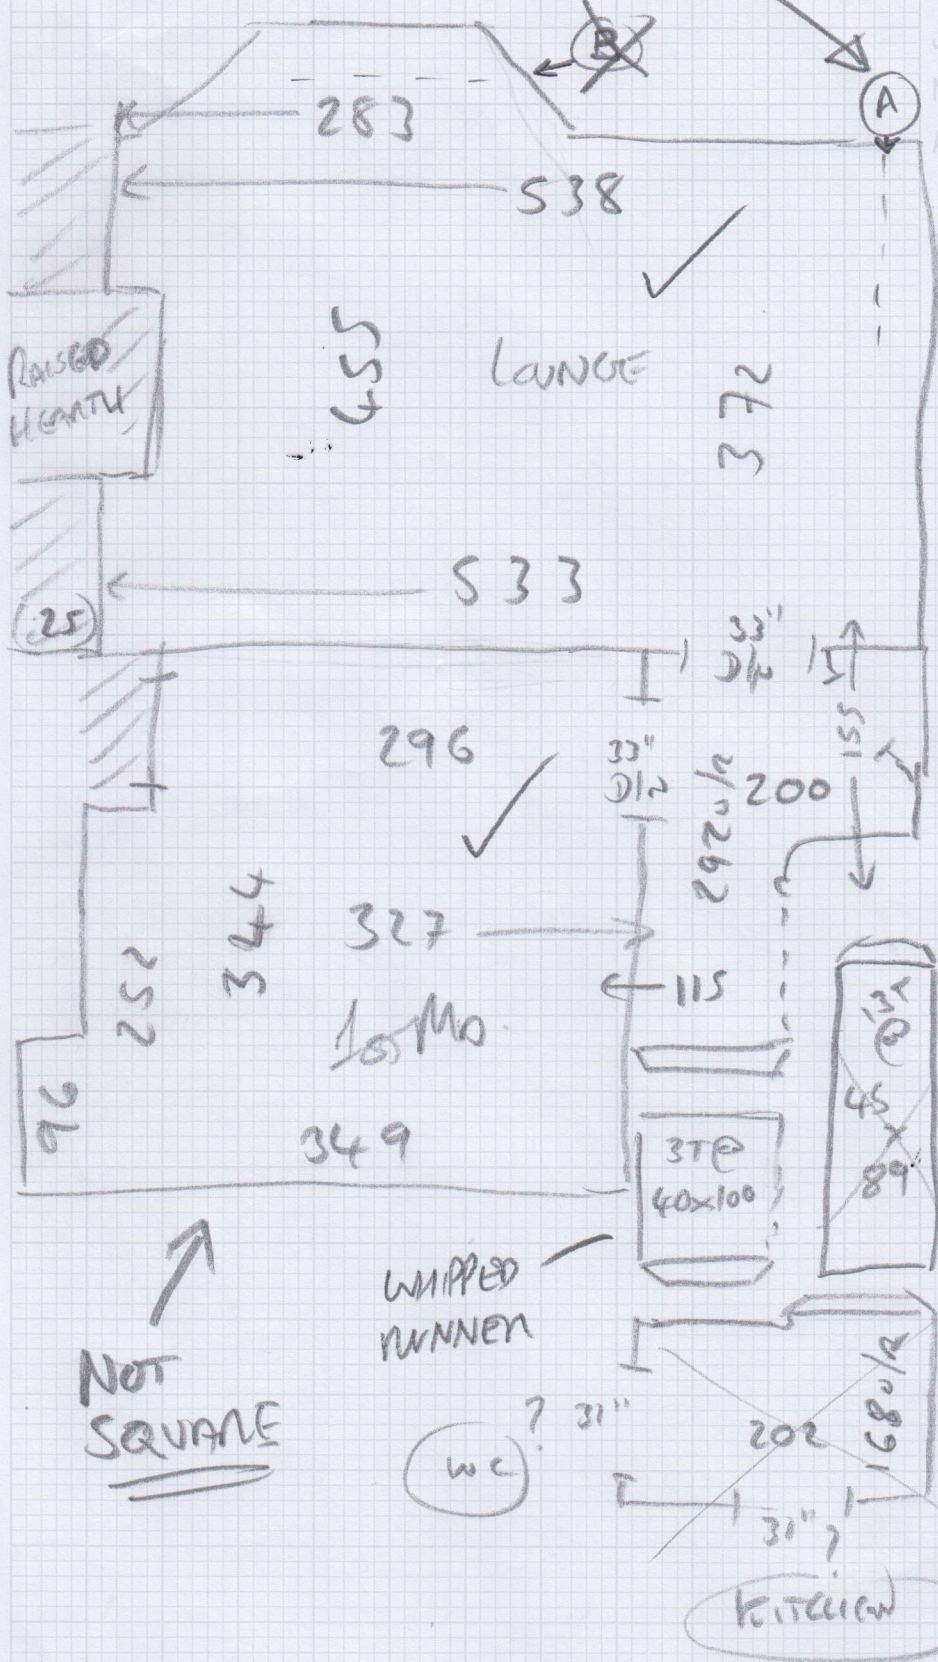 B
A
283
538
455
LOUNGE
372
RAISED
HEARTH
533
25
33"
D/R
155
296
33"
D/R
292 U/R
200
344
327
252
115
1ST M
96
349
3T@
40x100
13T
@
45
x
89
WHIPPED
RUNNER
NOT
SQUARE
? 31"
WC
202
168 U/R
31" ?
KITCHEN